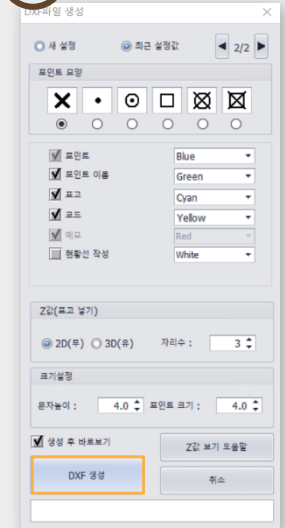 DXF파일 생성
새 설정 최근 설정값 2/2
포인트 모양
포인트 Blue
포인트 이름 Green
표고 Cyan
코드 Yellow
메모 Red
현황선 작성 White
Z값(표고 넣기)
2D(무) 3D(유) 자리수 : 3
크기설정
문자높이 : 4.0 포인트 크기 : 4.0
생성 후 바로보기
Z값 보기 도움말
DXF 생성
취소